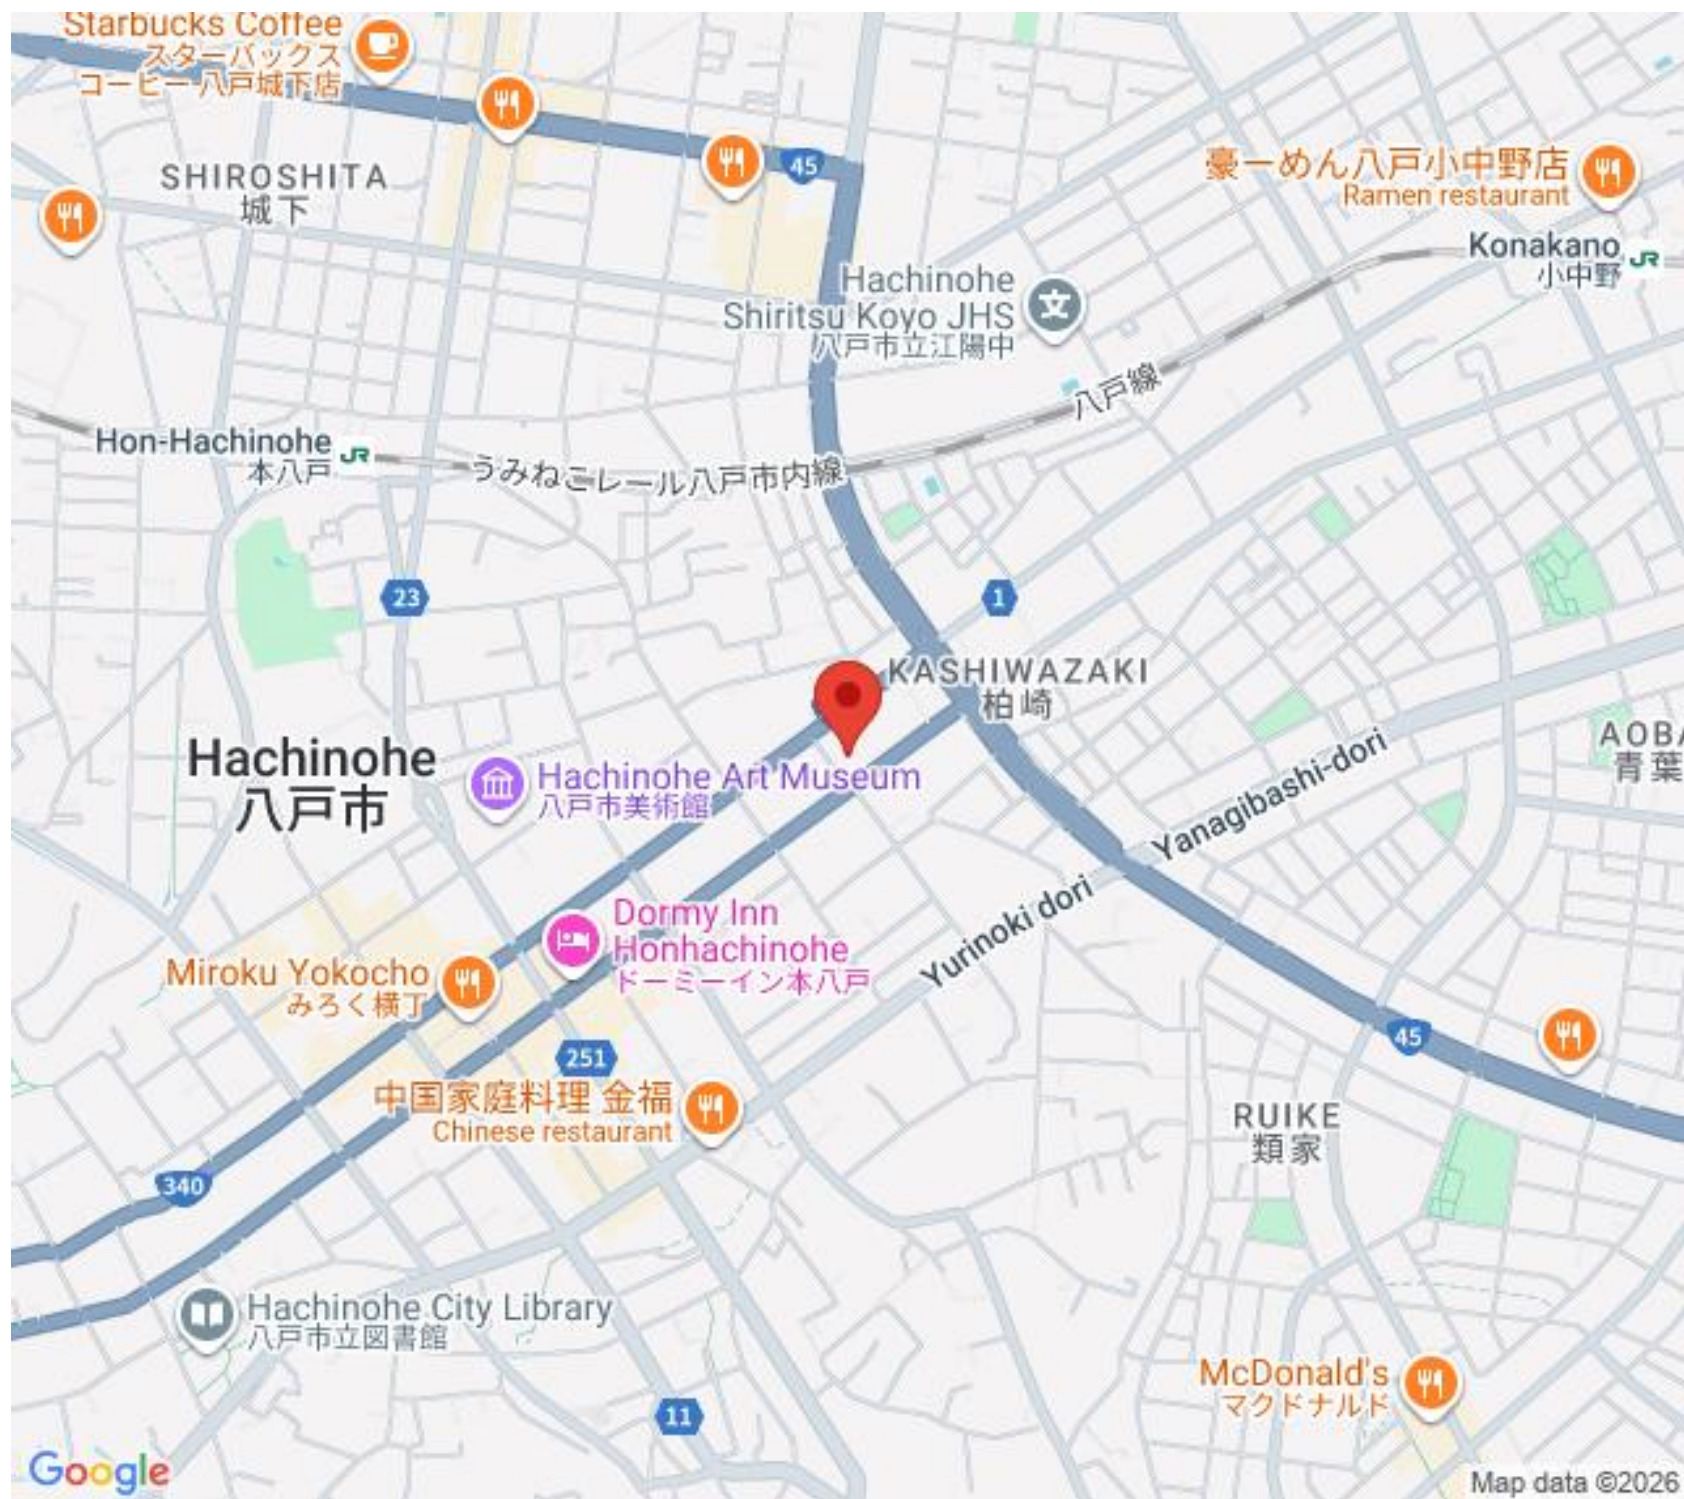 Starbucks Coffee
スターバックス
コーヒー 八戸城下店
45
SHIROSHITA
城下
豪ーめん八戸小中野店
Ramen restaurant
Konakano
小中野
JR
Hachinohe
Shiritsu Koyo JHS
八戸市立江陽中
文
八戸線
Hon-Hachinohe
本八戸
JR
うみねこレール八戸市内線
23
1
KASHIWAZAKI
柏崎
Hachinohe
八戸市
Hachinohe Art Museum
八戸市美術館
AOBA
青葉
Yanagibashi-dori
Yurinoki dori
Dormy Inn
Honhachinohe
ドーミーイン本八戸
Miroku Yokocho
みろく横丁
251
45
中国家庭料理 金福
Chinese restaurant
RUIKE
類家
340
Hachinohe City Library
八戸市立図書館
McDonald's
マクドナルド
11
Google
Map data ©2026